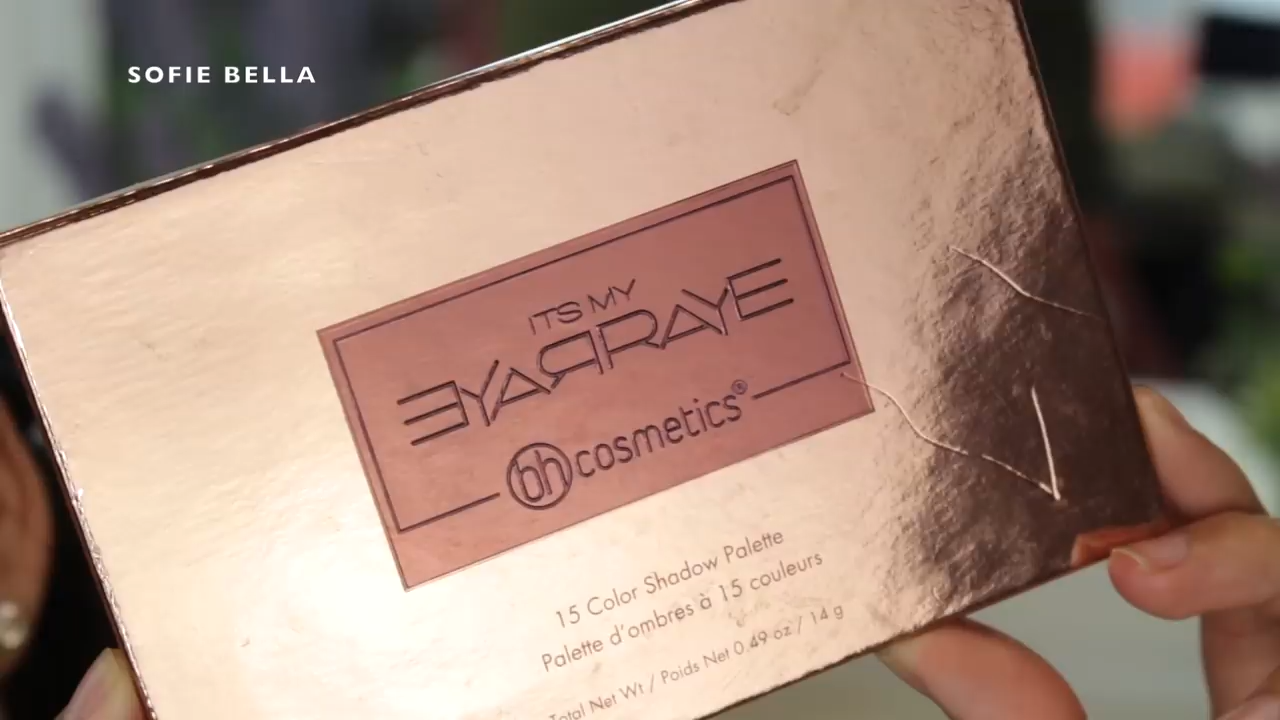 SOFIE BELLA
ITS MY
EYARRAYE
bh cosmetics®
15 Color Shadow Palette
Palette d'ombres à 15 couleurs
Total Net Wt / Poids Net 0.49 oz / 14 g